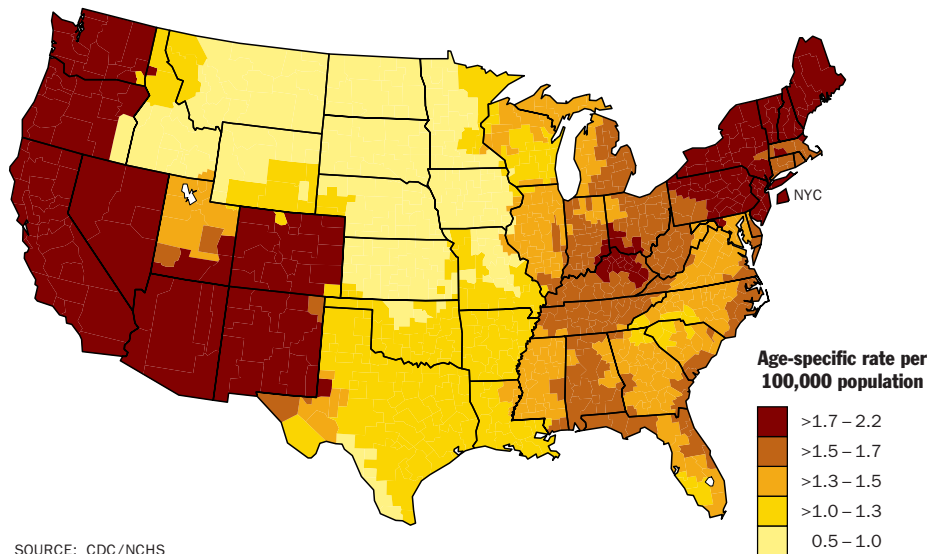 NYC
Age-specific rate per
100,000 population
>1.7 – 2.2
>1.5 – 1.7
>1.3 – 1.5
>1.0 – 1.3
0.5 – 1.0
SOURCE: CDC/NCHS